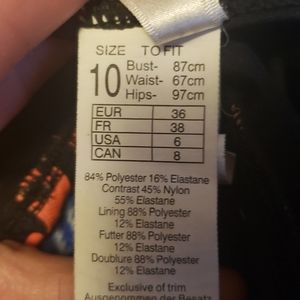 SIZE TO FIT
10 Bust- 87cm
Waist- 67cm
Hips- 97cm
EUR 36
FR 38
USA 6
CAN 8
84% Polyester 16% Elastane
Contrast 45% Nylon
55% Elastane
Lining 88% Polyester
12% Elastane
Futter 88% Polyester
12% Elastane
Doublure 88% Polyester
12% Elastane
Exclusive of trim
Ausgenommen der Besatz